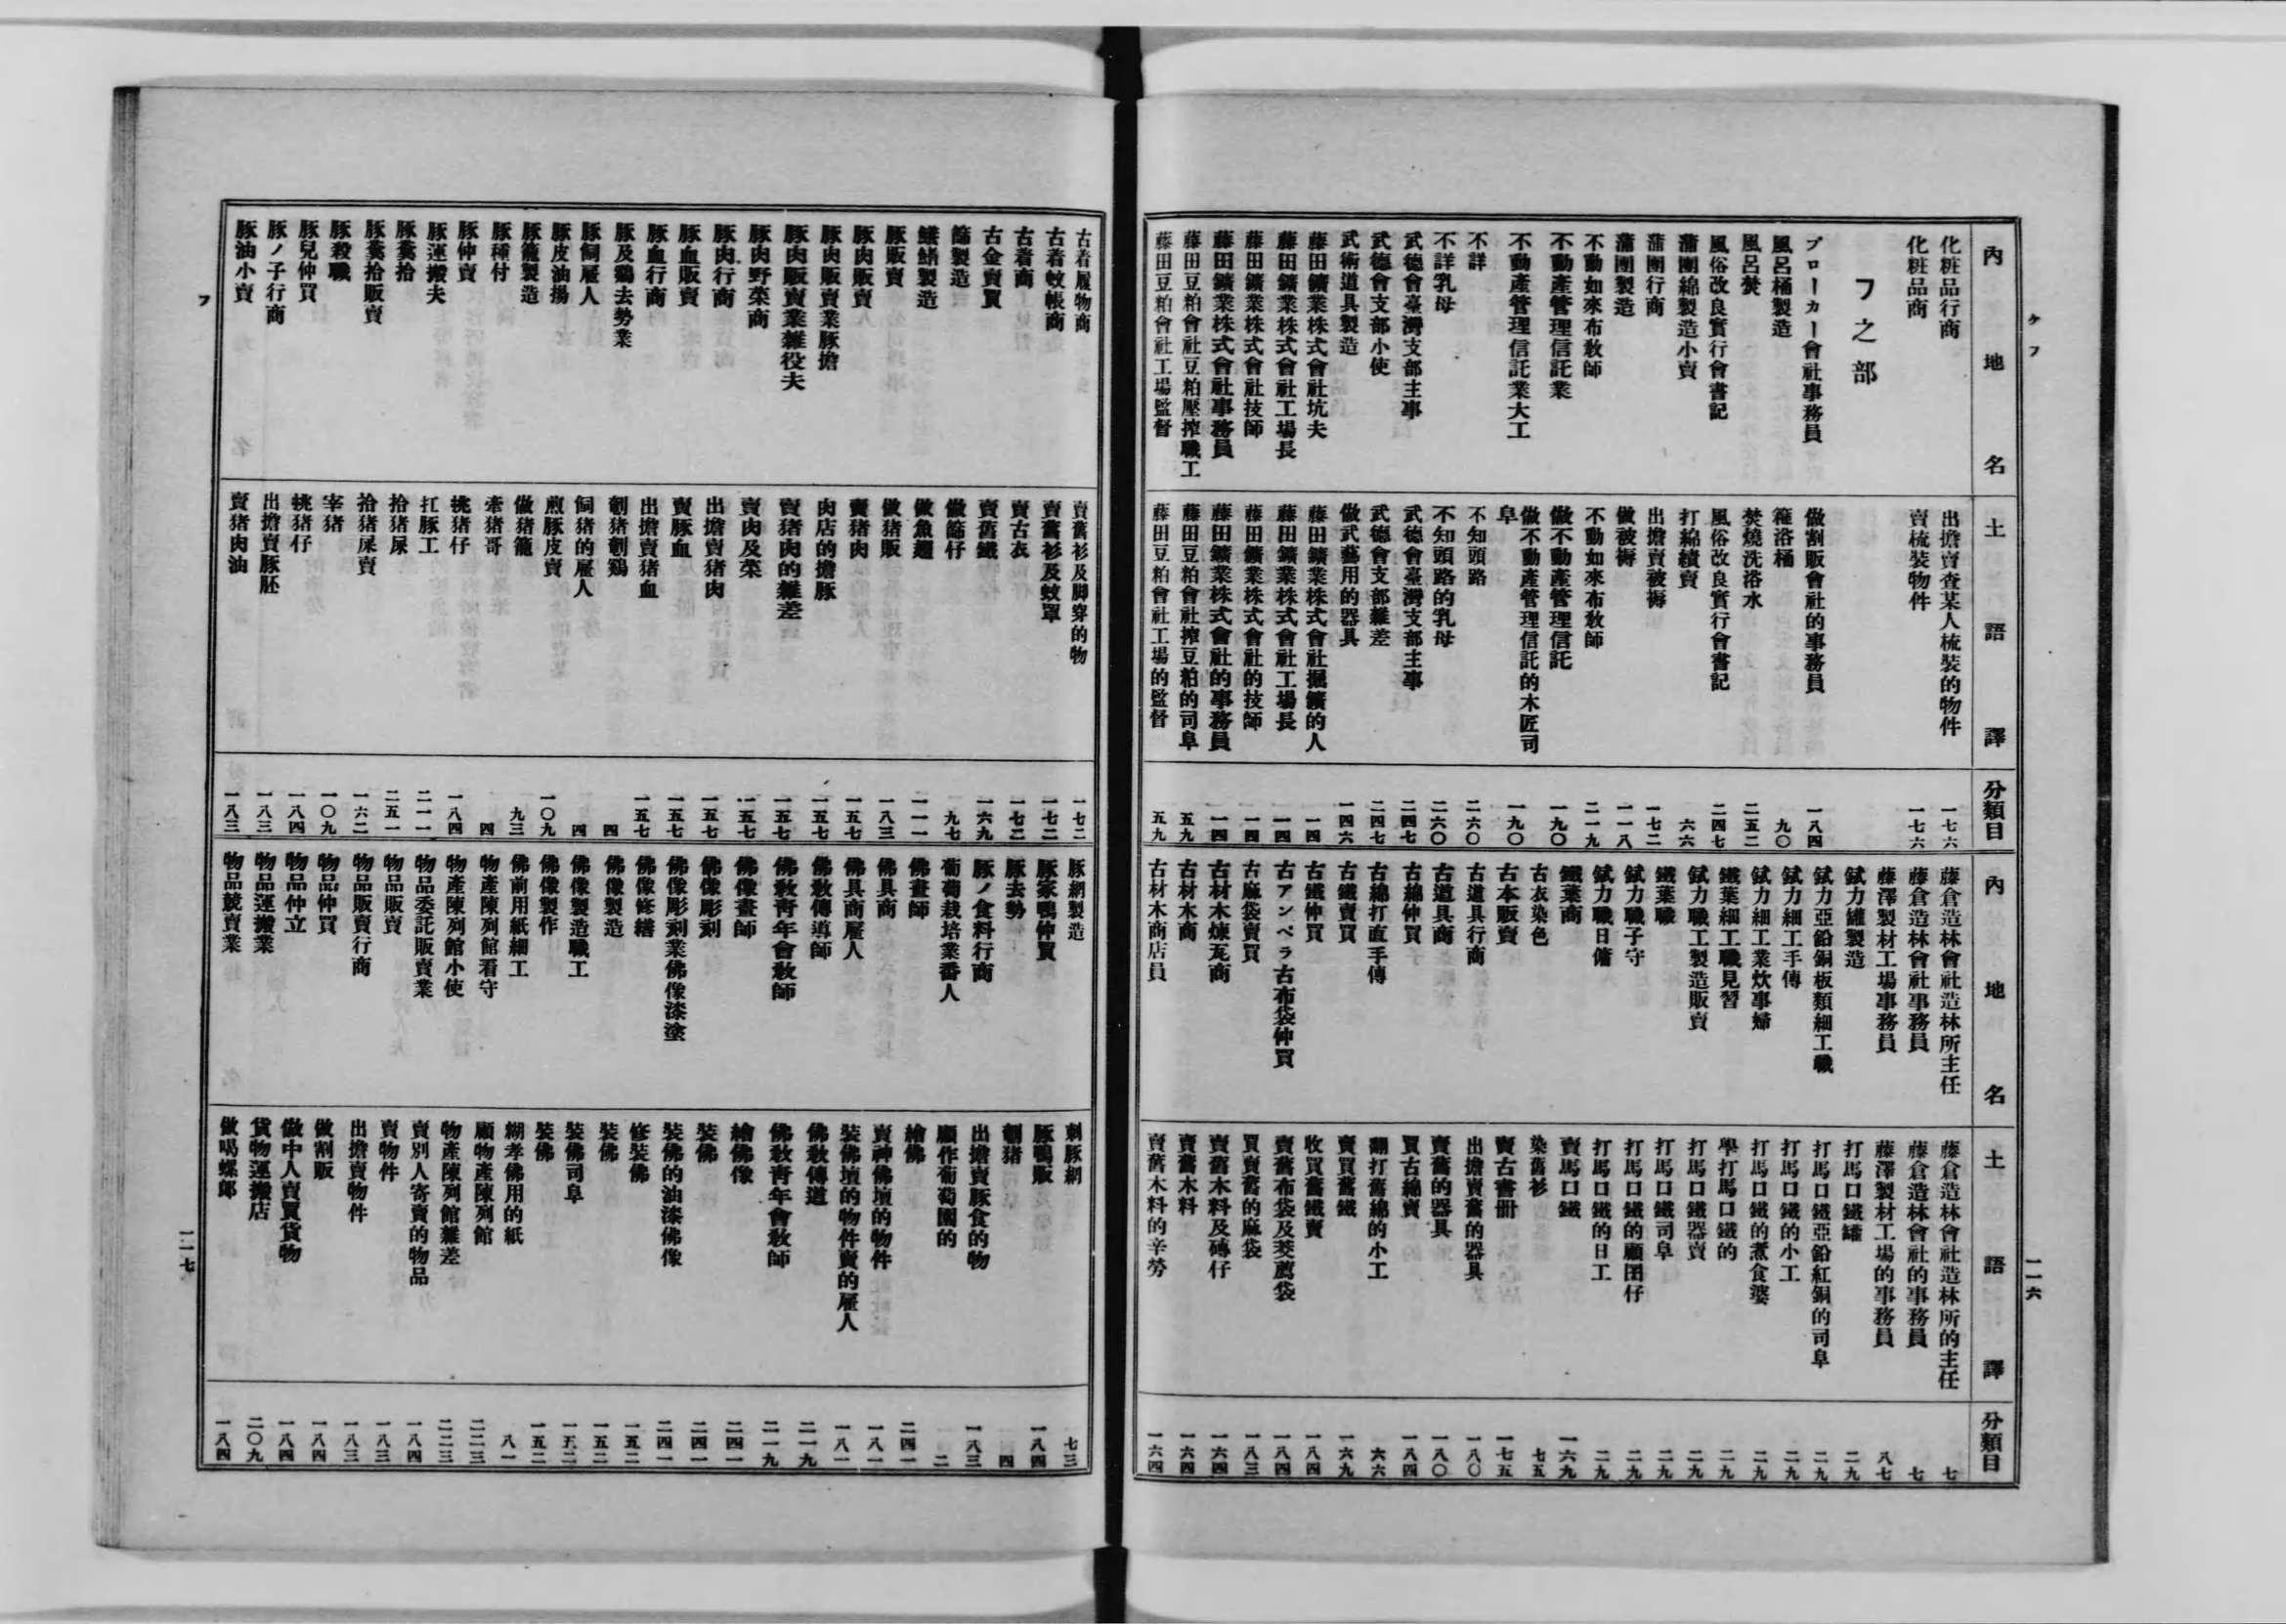 ケフ
二一六
內地名 土語譯 分類目
化粧品行商 出擔賣查某人梳裝的物件 一七六
化粧品商 賣梳裝物件 一七六
フ之部
ブローカー會社事務員 做割販會社的事務員 一八四
風呂桶製造 箍浴桶 九〇
風呂焚 焚燒洗浴水 二五二
風俗改良實行會書記 風俗改良實行會書記 二四七
蒲團綿製造小賣 打綿績賣 六六
蒲團行商 出擔賣被褥 一七二
蒲團製造 做被褥 一一八
不動如來布教師 不動如來布教師 二一九
不動產管理信託業 做不動產管理信託 一九〇
不動產管理信託業大工 做不動產管理信託的木匠司阜 一九〇
不詳 不知頭路 二六〇
不詳乳母 不知頭路的乳母 二六〇
武德會臺灣支部主事 武德會臺灣支部主事 二四七
武德會支部小使 武德會支部雜差 二四七
武術道具製造 做武藝用的器具 一四六
藤田鑛業株式會社坑夫 藤田鑛業株式會社掘鑛的人 一四
藤田鑛業株式會社工場長 藤田鑛業株式會社工場長 一四
藤田鑛業株式會社技師 藤田鑛業株式會社的技師 一四
藤田鑛業株式會社事務員 藤田鑛業株式會社的事務員 一四
藤田豆粕會社豆粕壓搾職工 藤田豆粕會社搾豆粕的司阜 五九
藤田豆粕會社工場監督 藤田豆粕會社工場的監督 五九
內地名 土語譯 分類目
藤倉造林會社造林所主任 藤倉造林會社造林所的主任 七
藤倉造林會社事務員 藤倉造林會社的事務員 七
藤澤製材工場事務員 藤澤製材工場的事務員 八七
錻力罐製造 打馬口鐵罐 二九
錻力亞鉛銅板類細工職 打馬口鐵亞鉛紅銅的司阜 二九
錻力細工手傳 打馬口鐵的小工 二九
錻力細工業炊事婦 打馬口鐵的煮食婆 二九
鐵葉細工職見習 學打馬口鐵的 二九
錻力職工製造販賣 打馬口鐵器賣 二九
鐵葉職 打馬口鐵司阜 二九
錻力職子守 打馬口鐵的顧囝仔 二九
錻力職日傭 打馬口鐵的日工 二九
鐵葉商 賣馬口鐵 一六九
古衣染色 染舊衫 七五
古本販賣 賣古書册 一七五
古道具行商 出擔賣舊的器具 一八〇
古道具商 賣舊的器具 一八〇
古綿仲買 買古綿賣 一八四
古綿打直手傳 翻打舊綿的小工 六六
古鐵賣買 賣買舊鐵 一六九
古鐵仲買 收買舊鐵賣 一八四
古アンペラ古布袋仲買 賣舊布袋及茭薦袋 一八四
古麻袋賣買 買賣舊的麻袋 一八三
古材木煉瓦商 賣舊木料及磚仔 一六四
古材木商 賣舊木料 一六四
古材木商店員 賣舊木料的辛勞 一六四
古着履物商 賣舊衫及脚穿的物 一七二
古着蚊帳商 賣舊衫及蚊罩 一七二
古着商 賣古衣 一七二
古金賣買 賣舊鐵 一六九
篩製造 做篩仔 九七
鱶鰭製造 做魚翅 一一一
豚販賣 做猪販 一八三
豚肉販賣 賣猪肉 一五七
豚肉販賣業豚擔 肉店的擔豚 一五七
豚肉販賣業雜役夫 賣猪肉的雜差 一五七
豚肉野菜商 賣肉及菜 一五七
豚肉行商 出擔賣猪肉 一五七
豚血販賣 賣豚血 一五七
豚血行商 出擔賣猪血 一五七
豚及鷄去勢業 劁猪劁鷄 四
豚飼雇人 飼猪的雇人 四
豚皮油揚 煎豚皮賣 一〇九
豚籠製造 做猪籠 九三
豚種付 牽猪哥 四
豚仲賣 挑猪仔 一八四
豚運搬夫 扛豚工 二一一
豚糞拾 拾猪屎 二五一
豚糞拾販賣 拾猪屎賣 一六二
豚殺職 宰猪 一〇九
豚兒仲買 挑猪仔 一八四
豚ノ子行商 出擔賣豚胚 一八三
豚油小賣 賣猪肉油 一八三
豚網製造 刺豚網 七三
豚家鴨仲買 豚鴨販 一八四
豚去勢 劁猪 四
豚ノ食料行商 出擔賣豚食的物 一八三
葡萄栽培業番人 顧作葡萄園的 二
佛畫師 繪佛 二四一
佛具商 賣神佛壇的物件 一八一
佛具商雇人 裝佛壇的物件賣的雇人 一八一
佛敎傳導師 佛敎傳道 二一九
佛敎靑年會敎師 佛敎靑年會敎師 二一九
佛像畫師 繪佛像 二四一
佛像彫刻 裝佛 二四一
佛像彫刻業佛像漆塗 裝佛的油漆佛像 二四一
佛像修繕 修裝佛 一五二
佛像製造 裝佛 一五二
佛像製造職工 裝佛司阜 一五二
佛像製作 裝佛 一五二
佛前用紙細工 糊孝佛用的紙 八一
物產陳列館看守 顧物產陳列館 二二三
物產陳列館小使 物產陳列館雜差 二二三
物品委託販賣業 賣別人寄賣的物品 一八四
物品販賣 賣物件 一八三
物品販賣行商 出擔賣物件 一八三
物品仲買 做割販 一八四
物品仲立 做中人賣買貨物 一八四
物品運搬業 貨物運搬店 二〇九
物品競賣業 做喝螺郎 一八四
フ
二一七